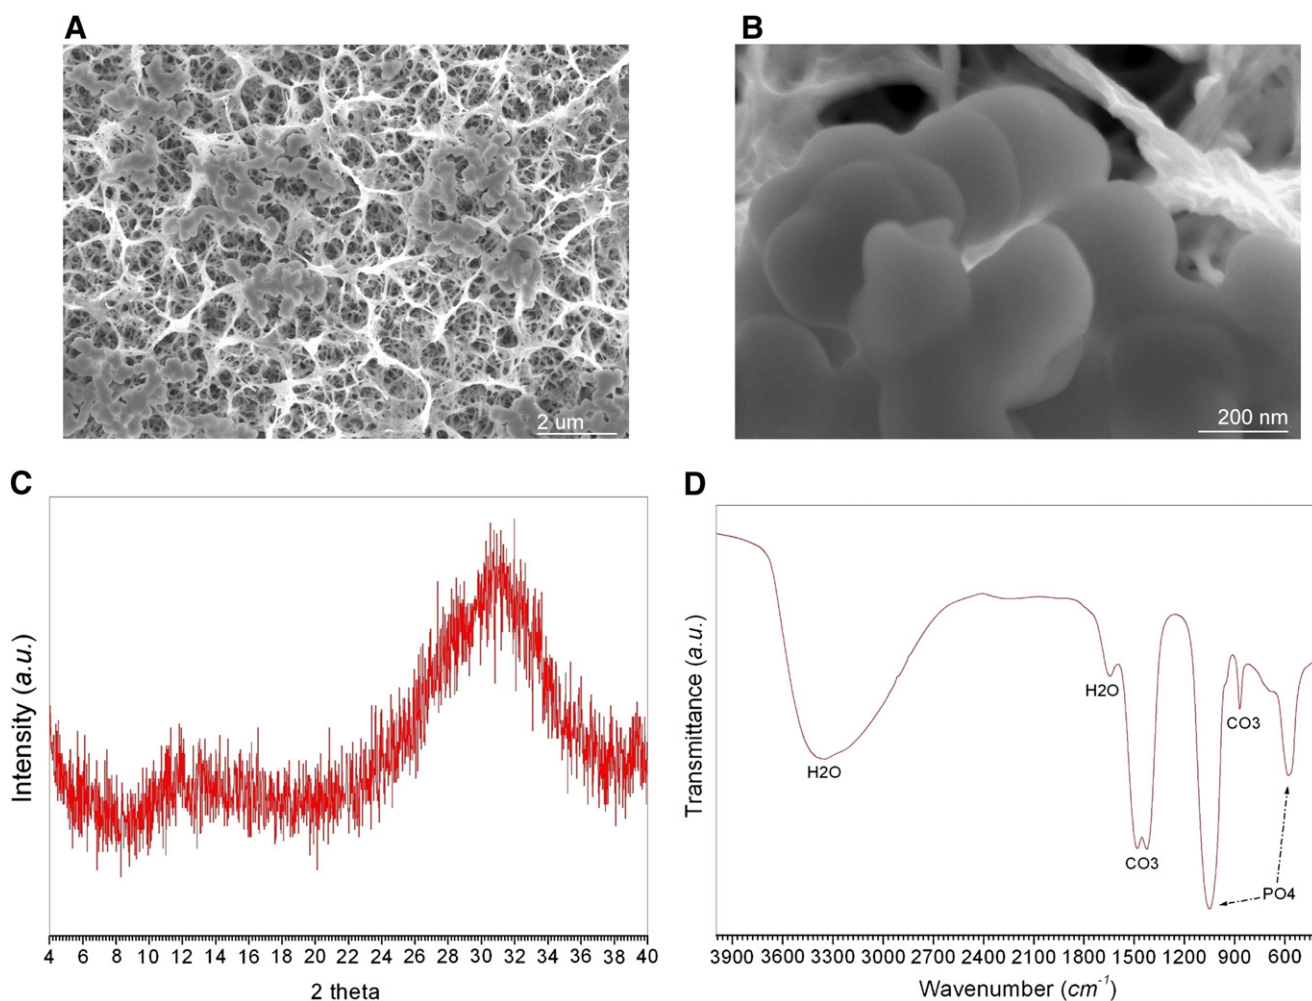 A
B
2 um
200 nm
C
D
Intensity (a.u.)
4 6 8 10 12 14 16 18 20 22 24 26 28 30 32 34 36 38 40
2 theta
Transmittance (a.u.)
H2O
H2O
CO3
CO3
PO4
3900 3600 3300 3000 2700 2400 2100 1800 1500 1200 900 600
Wavenumber (cm-1)